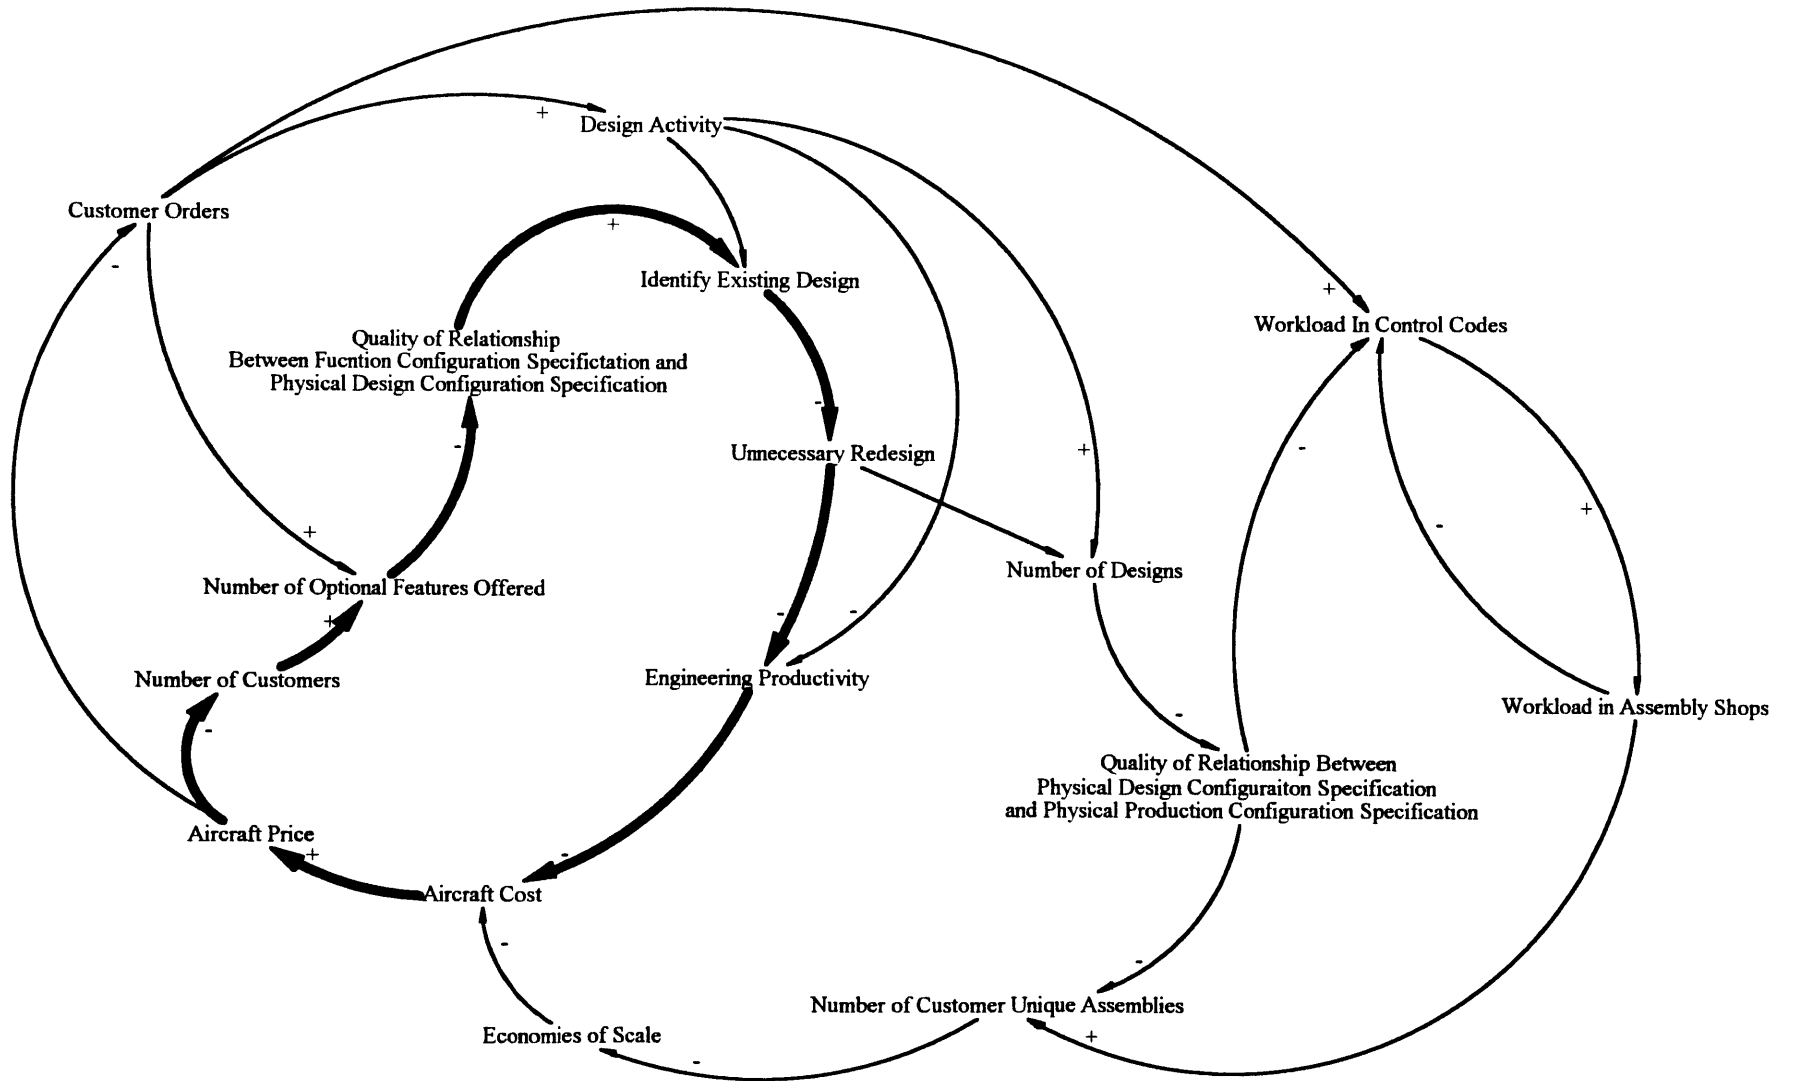 +
Design Activity
Customer Orders
-
+
Identify Existing Design
+
Workload In Control Codes
Quality of Relationship
Between Fucntion Configuration Specifictation and
Physical Design Configuration Specification
-
-
Unnecessary Redesign
+
-
+
-
+
Number of Designs
Number of Optional Features Offered
+
-
-
Number of Customers
Engineering Productivity
-
-
Workload in Assembly Shops
Quality of Relationship Between
Physical Design Configuraiton Specification
and Physical Production Configuration Specification
Aircraft Price
+
-
Aircraft Cost
-
-
Number of Customer Unique Assemblies
+
Economies of Scale
-